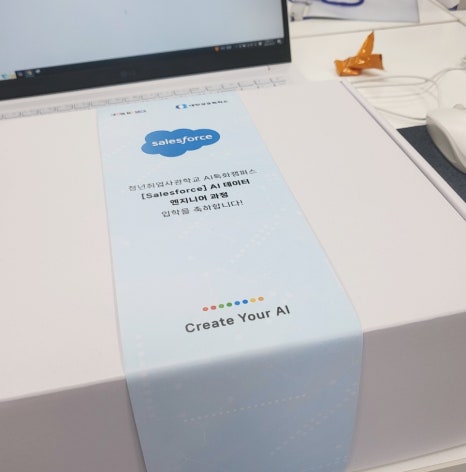 salesforce
청년취업사관학교 AI특화캠퍼스
[Salesforce] AI 데이터
엔지니어 과정
입학을 축하합니다!
Create Your AI
LG